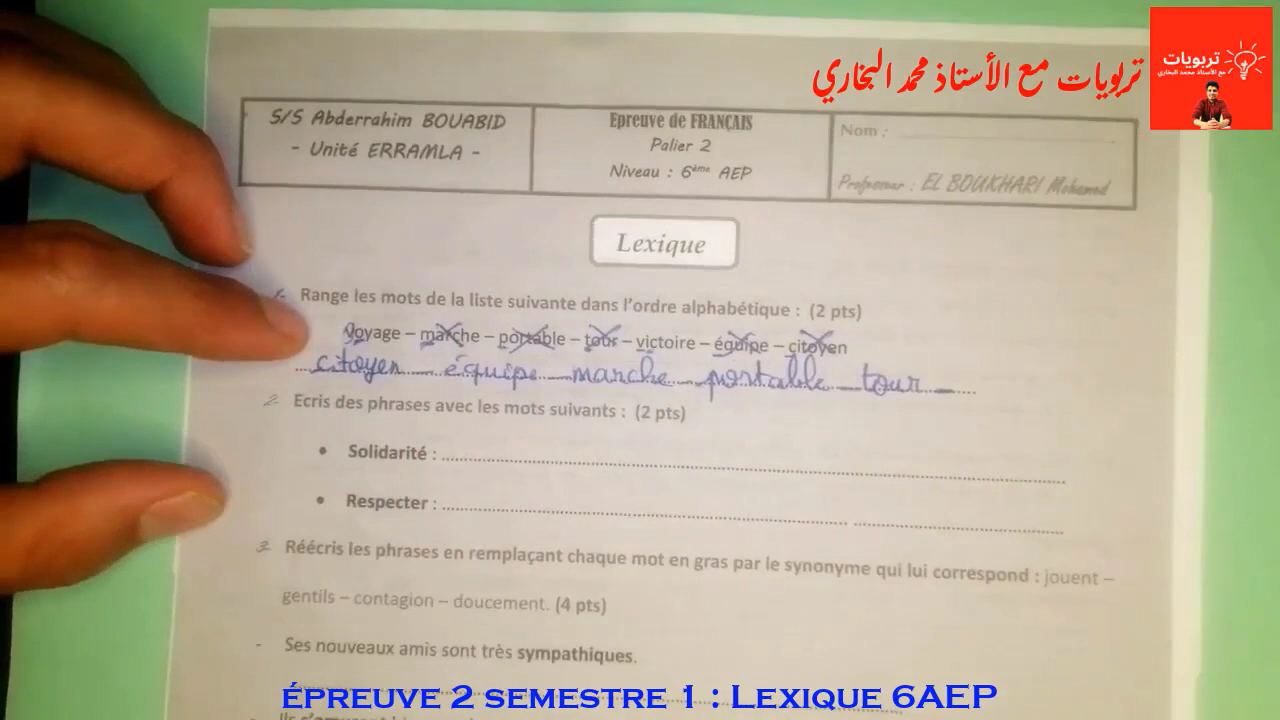 تربويات مع الأستاذ محمد البخاري
تربويات
مع الأستاذ محمد البخاري
S/S Abderrahim BOUABID
- Unité ERRAMLA -
Epreuve de FRANÇAIS
Palier 2
Niveau : 6ème AEP
Nom :
Professeur : EL BOUKHARI Mohamed
Lexique
1- Range les mots de la liste suivante dans l'ordre alphabétique : (2 pts)
voyage – marche – portable – tour – victoire – équipe – citoyen
citoyen équipe marche portable tour –
2- Ecris des phrases avec les mots suivants : (2 pts)
• Solidarité :
• Respecter :
3- Réécris les phrases en remplaçant chaque mot en gras par le synonyme qui lui correspond : jouent –
gentils – contagion – doucement. (4 pts)
- Ses nouveaux amis sont très sympathiques.
épreuve 2 semestre 1 : Lexique 6AEP